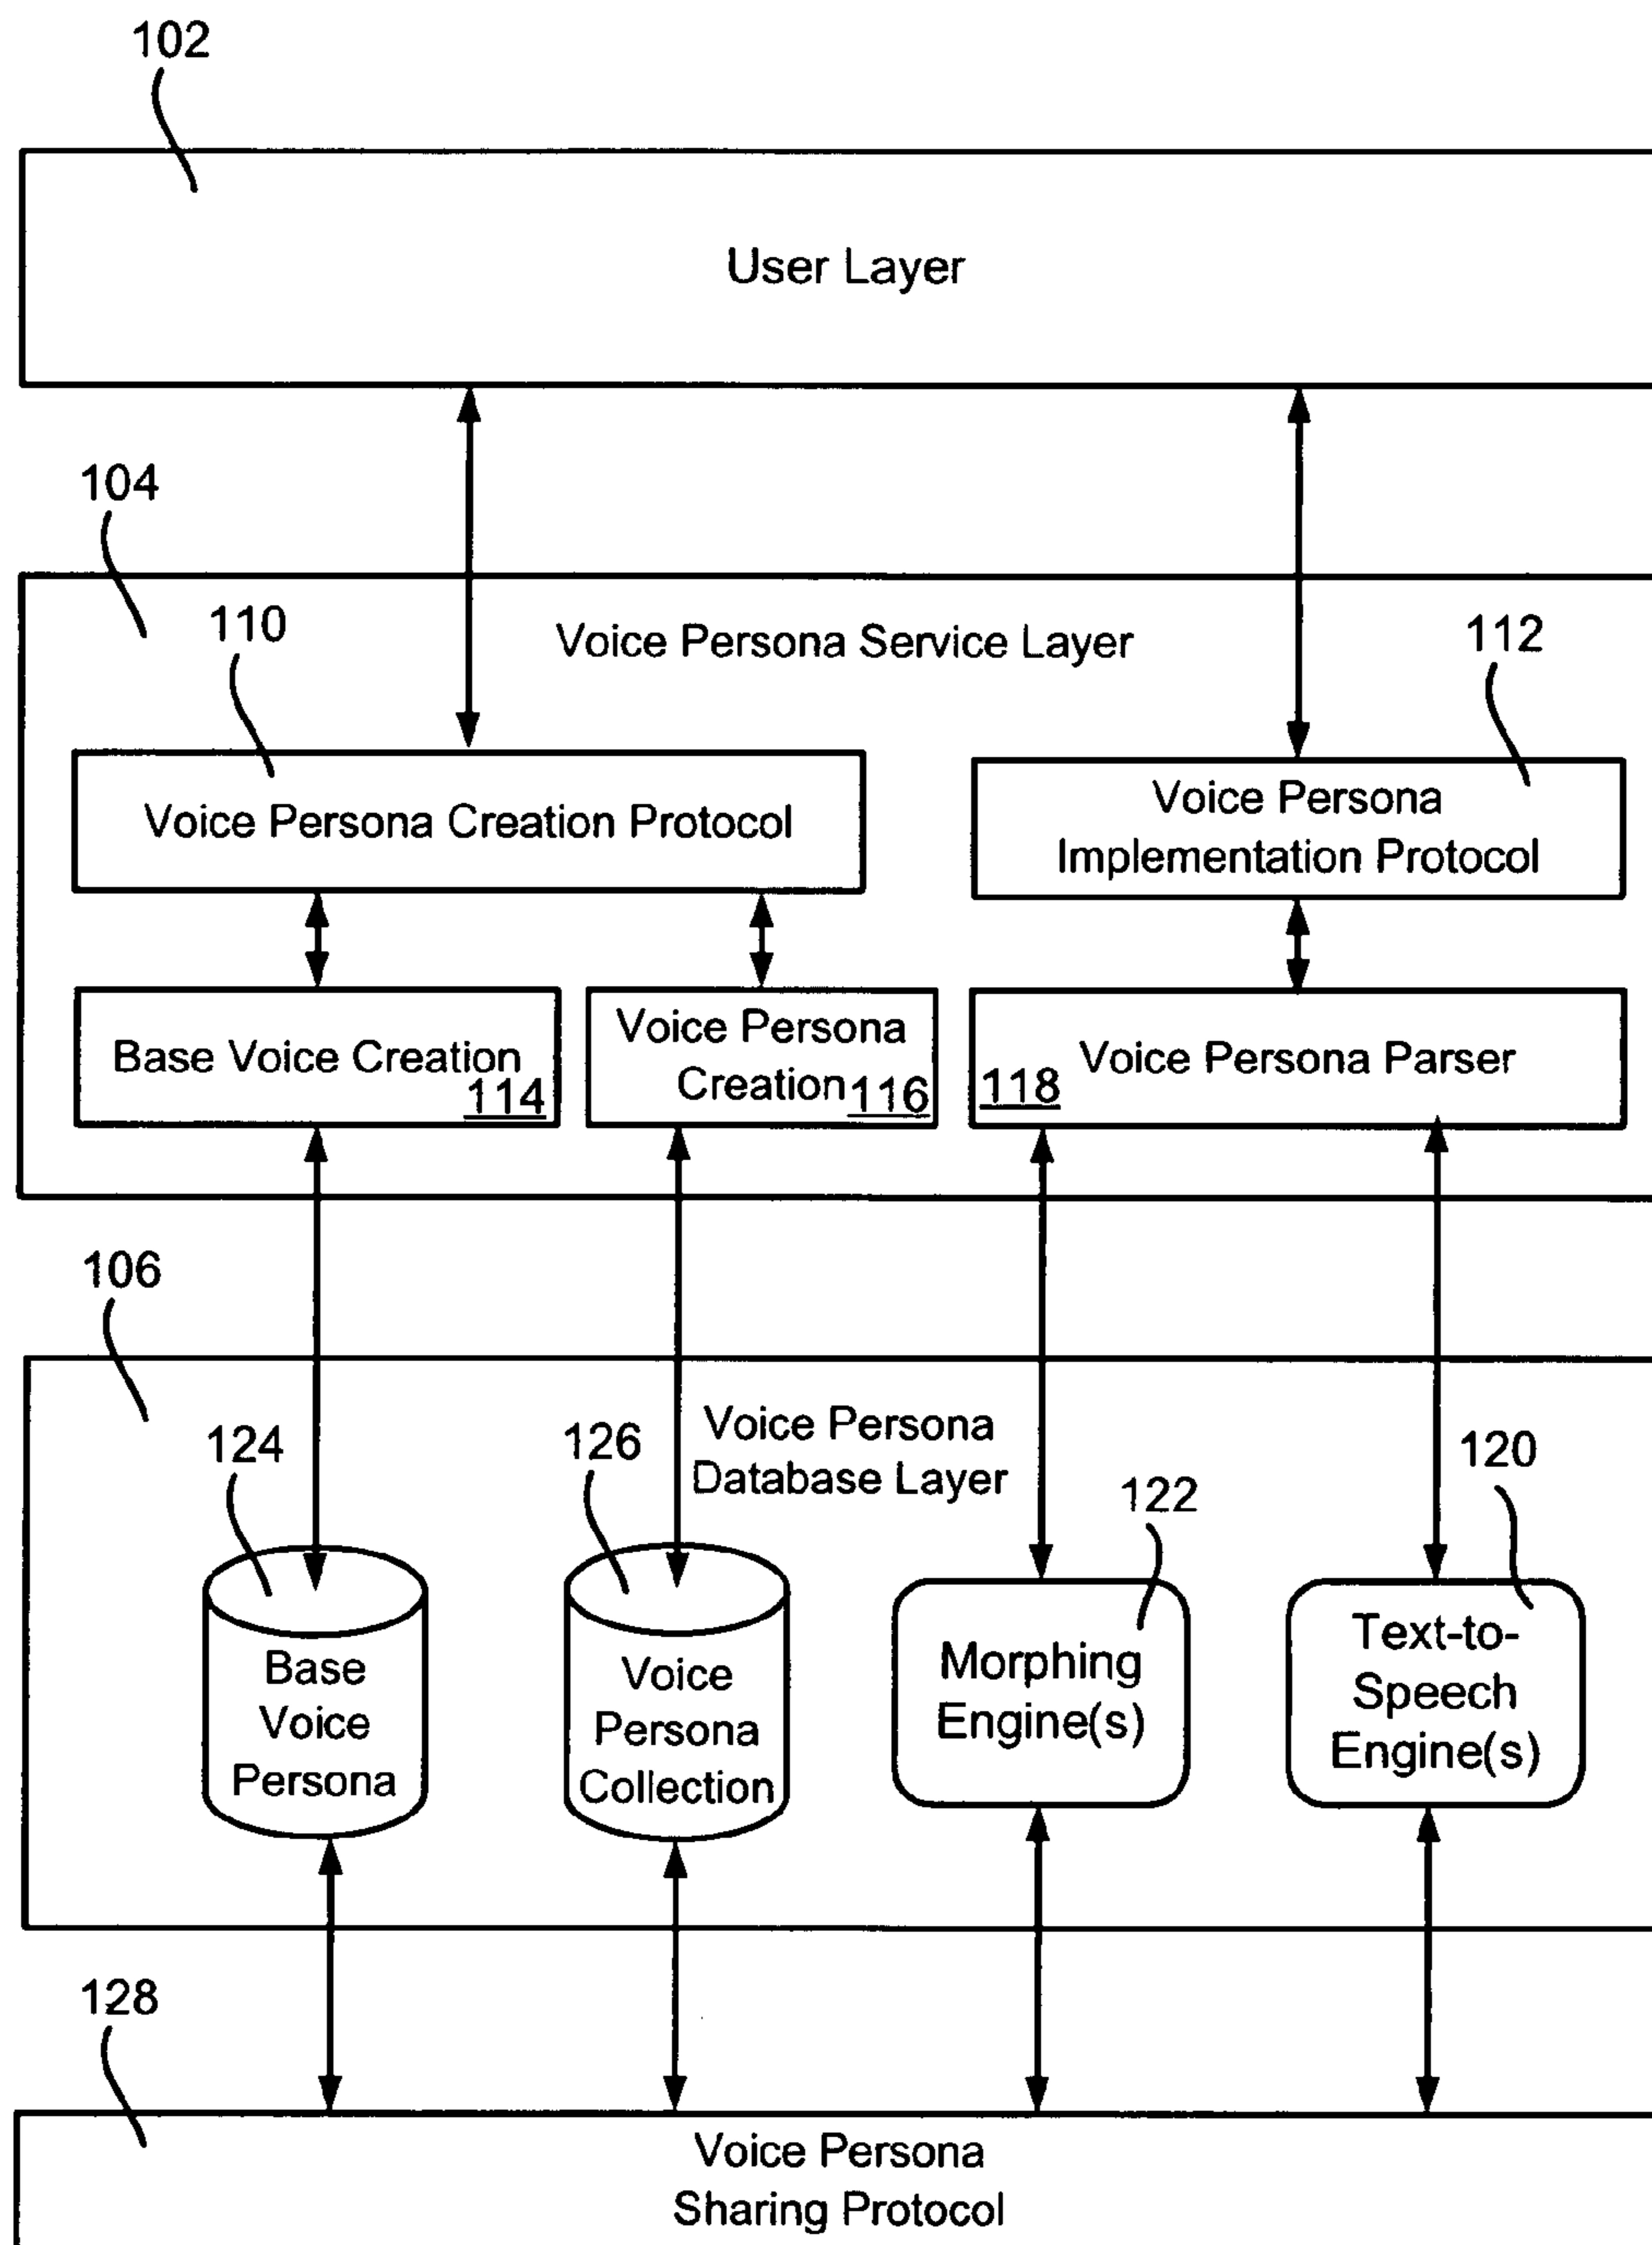 102
User Layer
104
110
Voice Persona Service Layer
112
Voice Persona Creation Protocol
Voice Persona
Implementation Protocol
Base Voice Creation
114
Voice Persona
Creation
116
Voice Persona Parser
118
106
Voice Persona
Database Layer
124
126
122
120
Base
Voice
Persona
Voice
Persona
Collection
Morphing
Engine(s)
Text-to-
Speech
Engine(s)
128
Voice Persona
Sharing Protocol